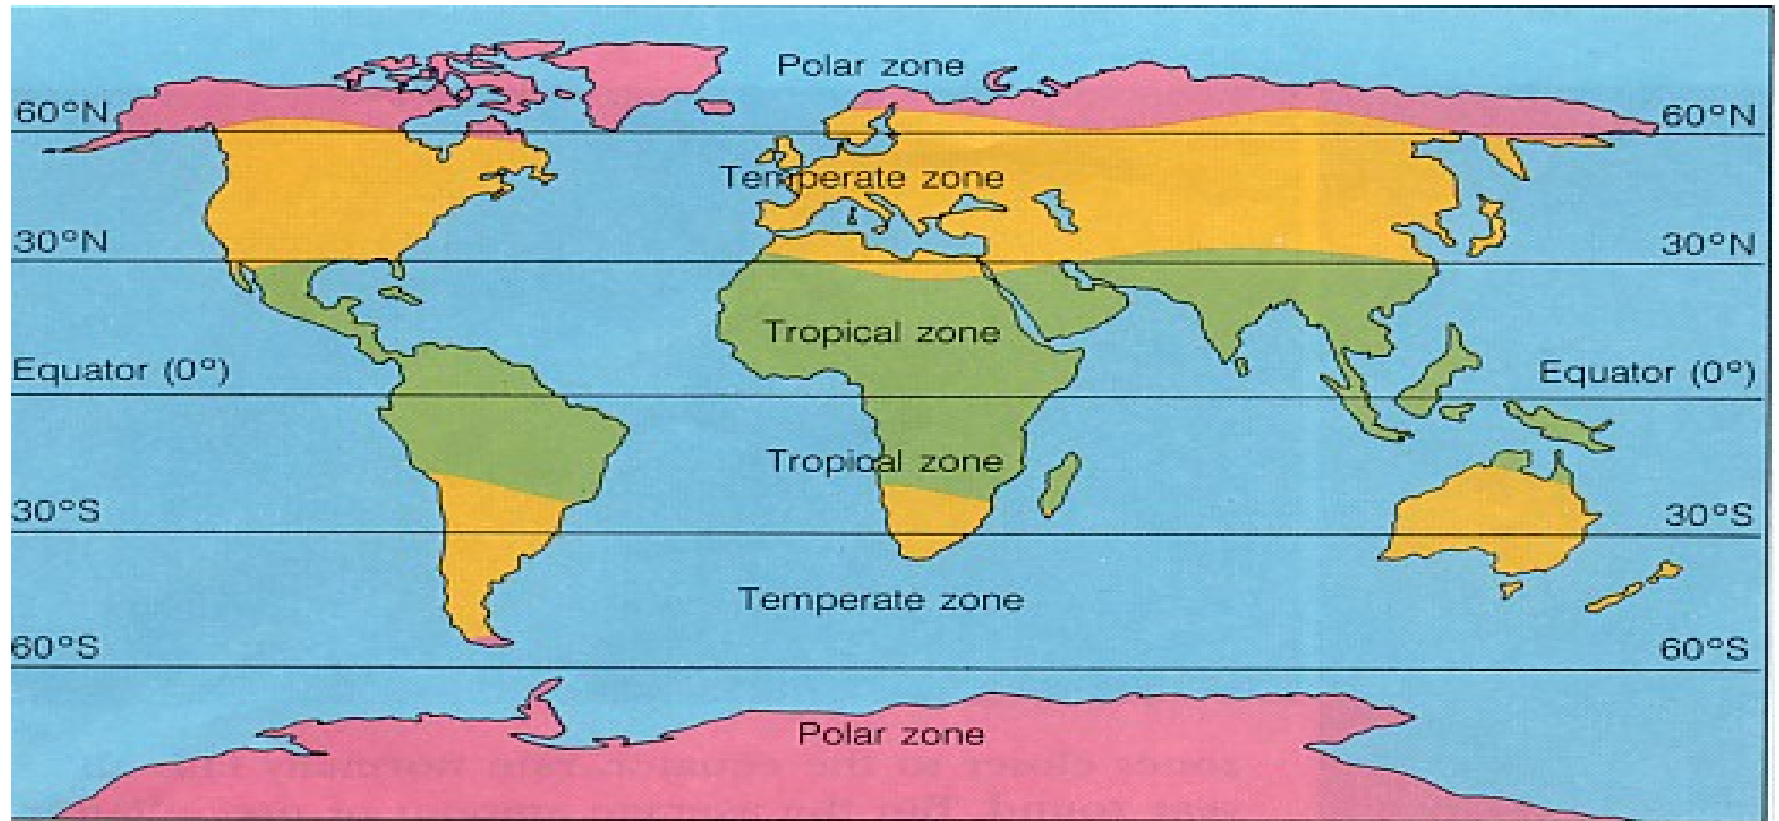 Polar zone
60°N
60°N
Temperate zone
30°N
30°N
Tropical zone
Equator (0°)
Equator (0°)
Tropical zone
30°S
30°S
Temperate zone
60°S
60°S
Polar zone